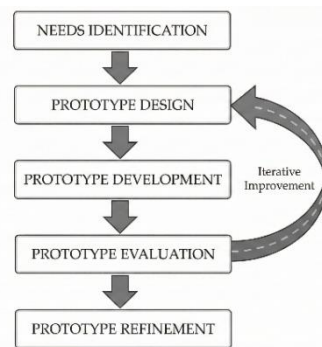 NEEDS IDENTIFICATION
PROTOTYPE DESIGN
PROTOTYPE DEVELOPMENT
Iterative
Improvement
PROTOTYPE EVALUATION
PROTOTYPE REFINEMENT